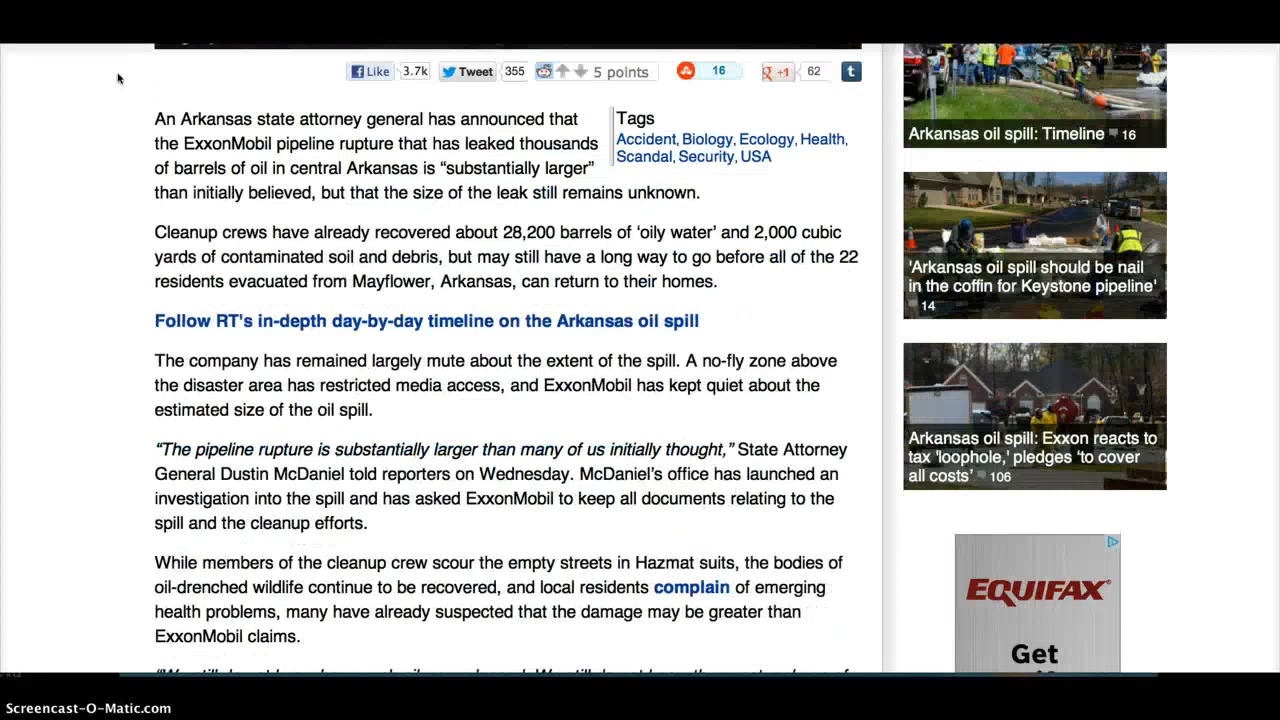 Like 3.7k Tweet 355 5 points 16 +1 62 t
An Arkansas state attorney general has announced that
the ExxonMobil pipeline rupture that has leaked thousands
of barrels of oil in central Arkansas is “substantially larger”
than initially believed, but that the size of the leak still remains unknown.
Tags
Accident, Biology, Ecology, Health,
Scandal, Security, USA
Cleanup crews have already recovered about 28,200 barrels of ‘oily water’ and 2,000 cubic
yards of contaminated soil and debris, but may still have a long way to go before all of the 22
residents evacuated from Mayflower, Arkansas, can return to their homes.
Follow RT's in-depth day-by-day timeline on the Arkansas oil spill
The company has remained largely mute about the extent of the spill. A no-fly zone above
the disaster area has restricted media access, and ExxonMobil has kept quiet about the
estimated size of the oil spill.
“The pipeline rupture is substantially larger than many of us initially thought,” State Attorney
General Dustin McDaniel told reporters on Wednesday. McDaniel’s office has launched an
investigation into the spill and has asked ExxonMobil to keep all documents relating to the
spill and the cleanup efforts.
While members of the cleanup crew scour the empty streets in Hazmat suits, the bodies of
oil-drenched wildlife continue to be recovered, and local residents complain of emerging
health problems, many have already suspected that the damage may be greater than
ExxonMobil claims.
Arkansas oil spill: Timeline 16
'Arkansas oil spill should be nail
in the coffin for Keystone pipeline'
14
Arkansas oil spill: Exxon reacts to
tax 'loophole,' pledges 'to cover
all costs' 106
EQUIFAX
Get
Screencast-O-Matic.com